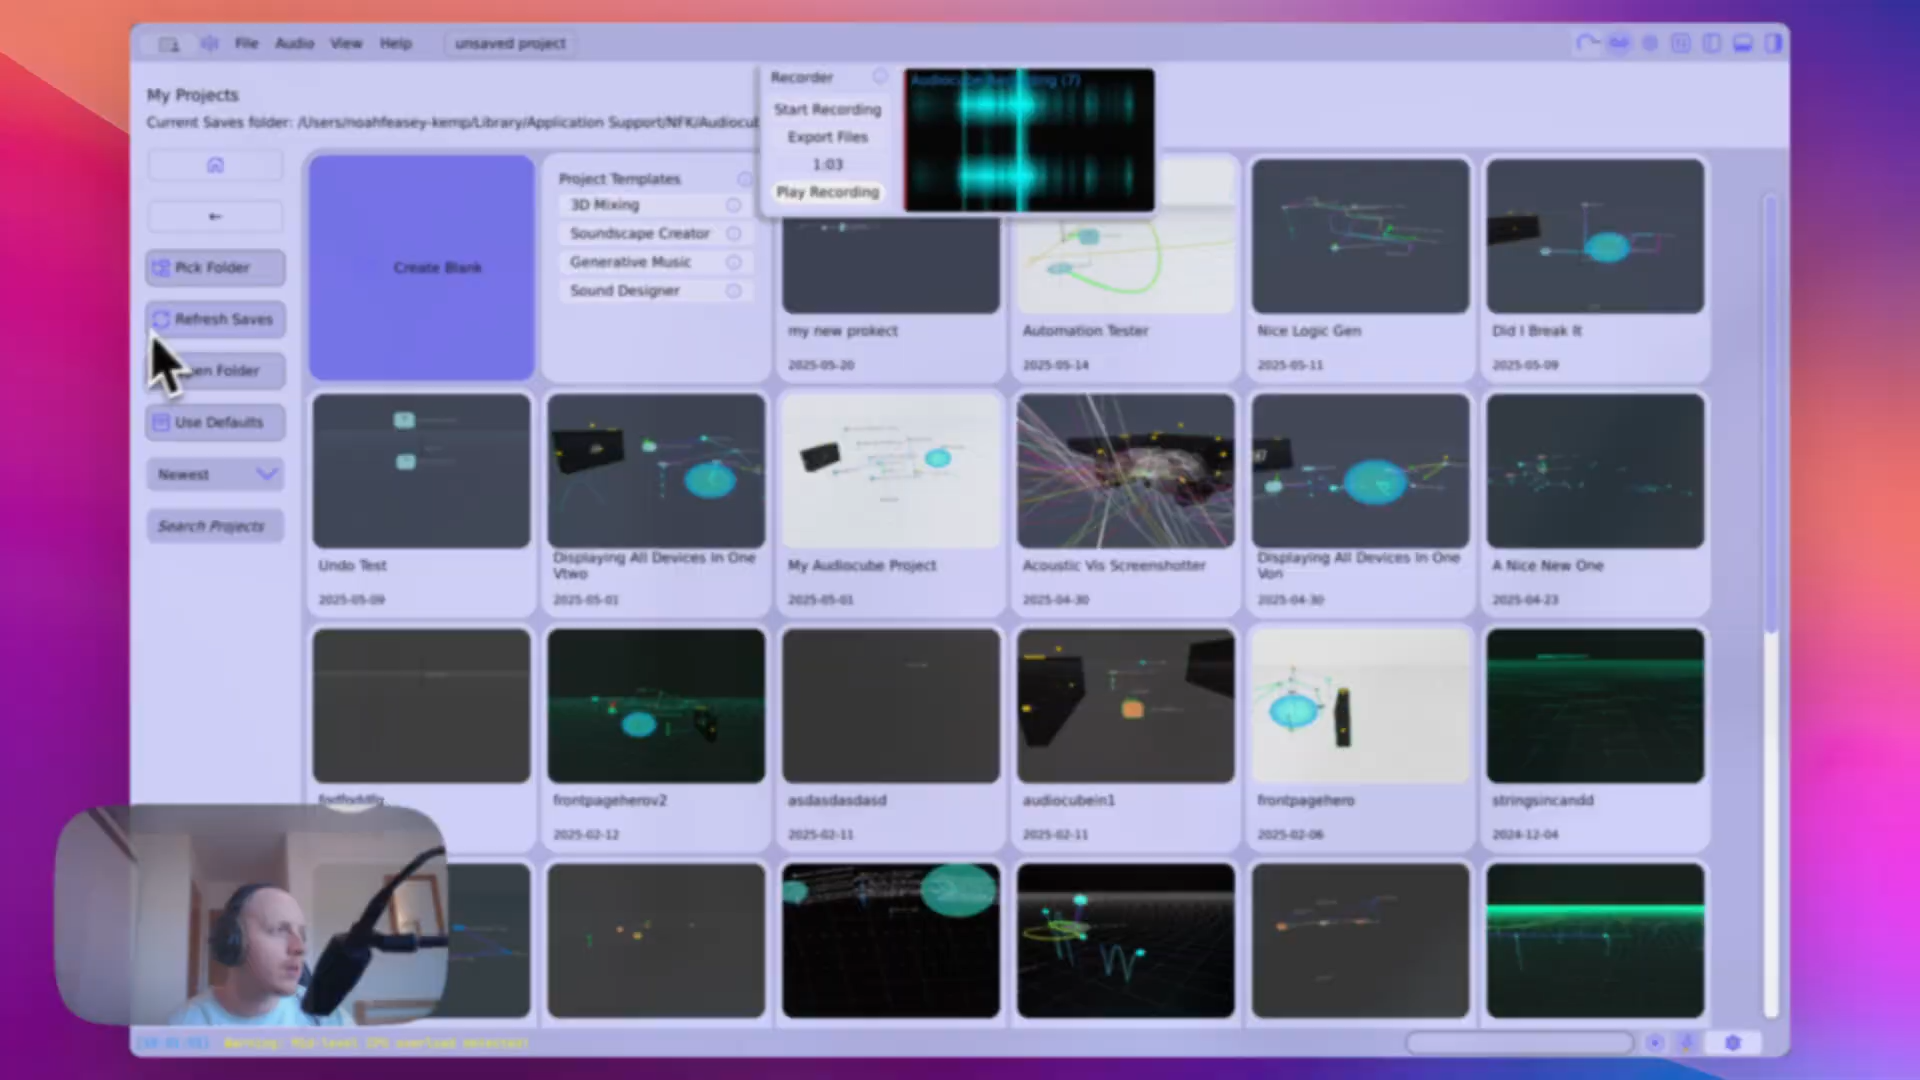 File Audio View Help unsaved project
My Projects
Current Saves folder: /Users/noahfeasey-kemp/Library/Application Support/NFK/Audiocub
Recorder
Start Recording
Export Files
1:03
Play Recording
Pick Folder
Refresh Saves
Open Folder
Use Defaults
Newest
Search Projects
Create Blank
Project Templates
3D Mixing
Soundscape Creator
Generative Music
Sound Designer
my new prokect
2025-05-20
Automation Tester
2025-05-14
Nice Logic Gen
2025-05-11
Did I Break It
2025-05-09
Undo Test
2025-05-09
Displaying All Devices In One
Vtwo
2025-05-01
My Audiocube Project
2025-05-01
Acoustic Vis Screenshotter
2025-04-30
Displaying All Devices In One
Von
2025-04-30
A Nice New One
2025-04-23
frontpageherov2
2025-02-12
asdasdasdasd
2025-02-11
audiocubein1
2025-02-11
frontpagehero
2025-02-06
stringsincandd
2024-12-04